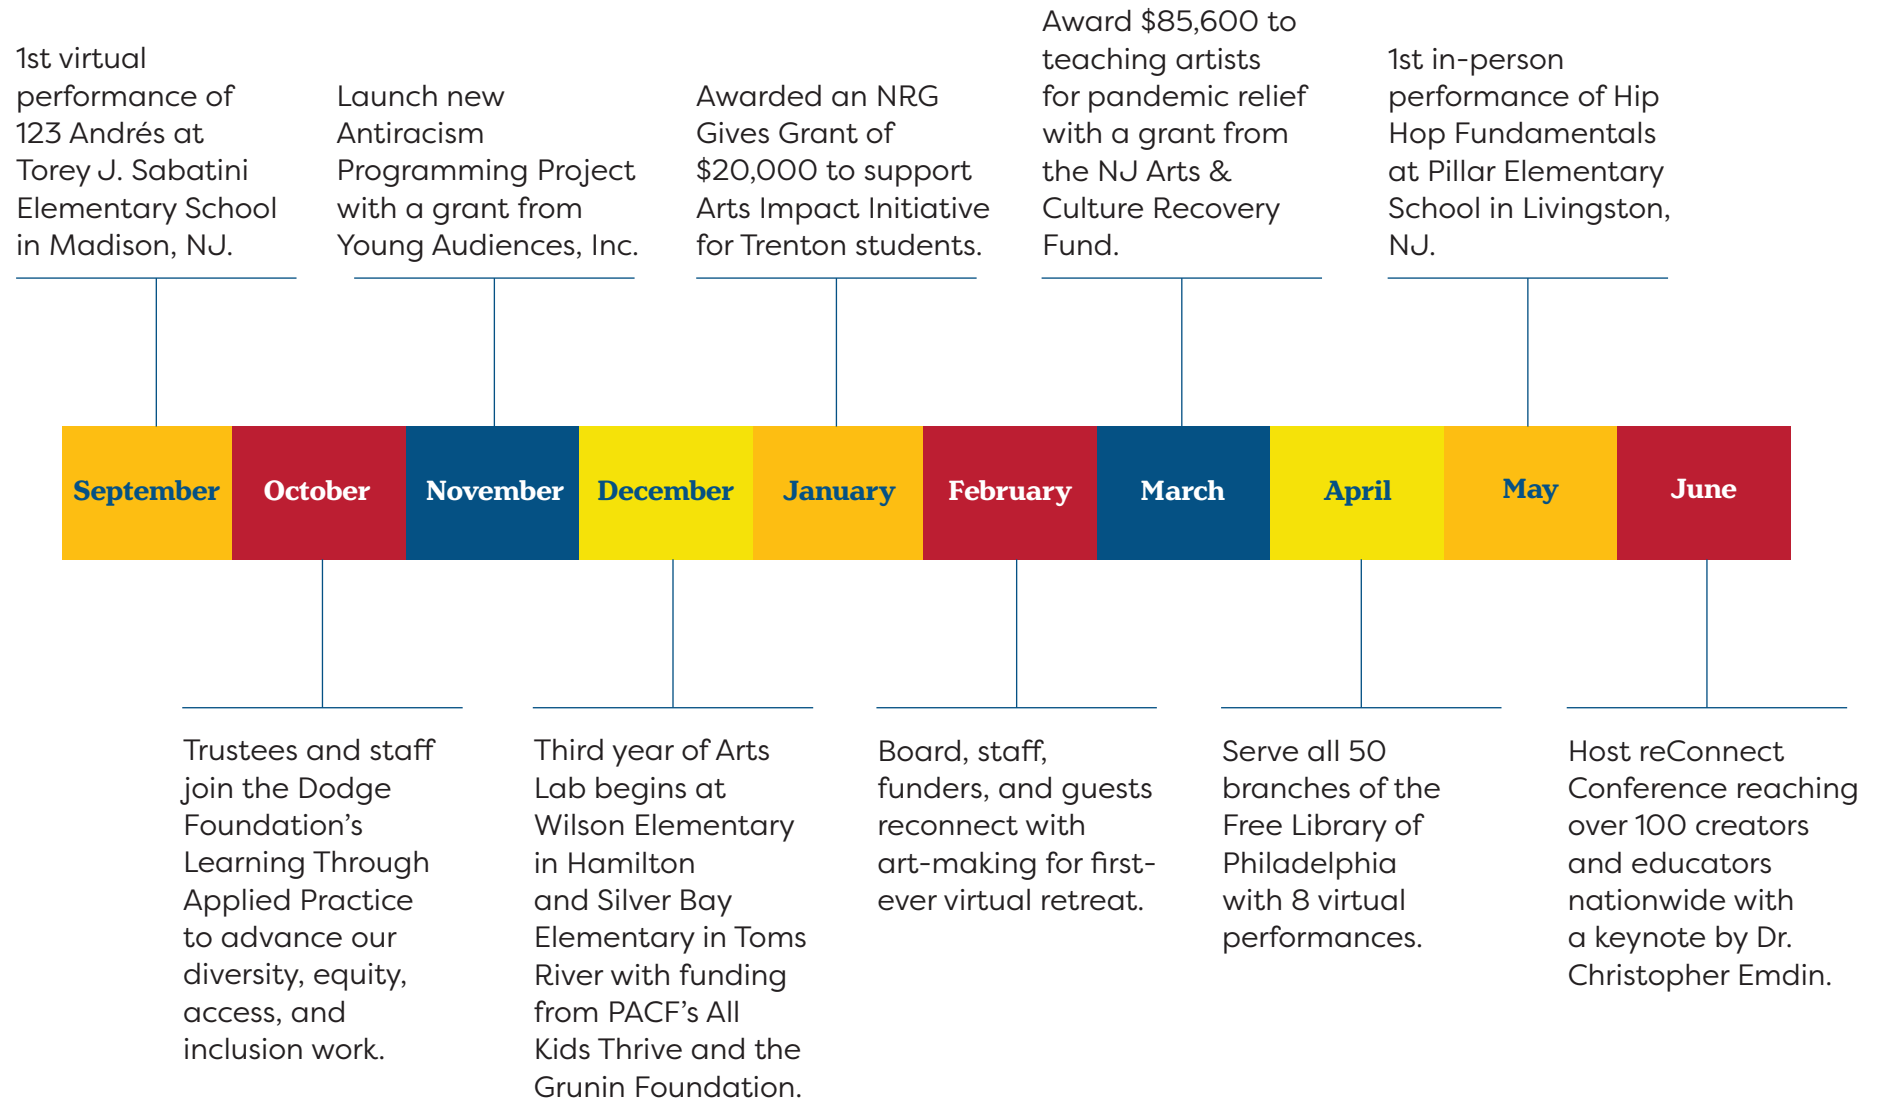 1st virtual
performance of
123 Andrés at
Torey J. Sabatini
Elementary School
in Madison, NJ.
Launch new
Antiracism
Programming Project
with a grant from
Young Audiences, Inc.
Awarded an NRG
Gives Grant of
$20,000 to support
Arts Impact Initiative
for Trenton students.
Award $85,600 to
teaching artists
for pandemic relief
with a grant from
the NJ Arts &
Culture Recovery
Fund.
1st in-person
performance of Hip
Hop Fundamentals
at Pillar Elementary
School in Livingston,
NJ.
September
October
November
December
January
February
March
April
May
June
Trustees and staff
join the Dodge
Foundation’s
Learning Through
Applied Practice
to advance our
diversity, equity,
access, and
inclusion work.
Third year of Arts
Lab begins at
Wilson Elementary
in Hamilton
and Silver Bay
Elementary in Toms
River with funding
from PACF’s All
Kids Thrive and the
Grunin Foundation.
Board, staff,
funders, and guests
reconnect with
art-making for first-
ever virtual retreat.
Serve all 50
branches of the
Free Library of
Philadelphia
with 8 virtual
performances.
Host reConnect
Conference reaching
over 100 creators
and educators
nationwide with
a keynote by Dr.
Christopher Emdin.